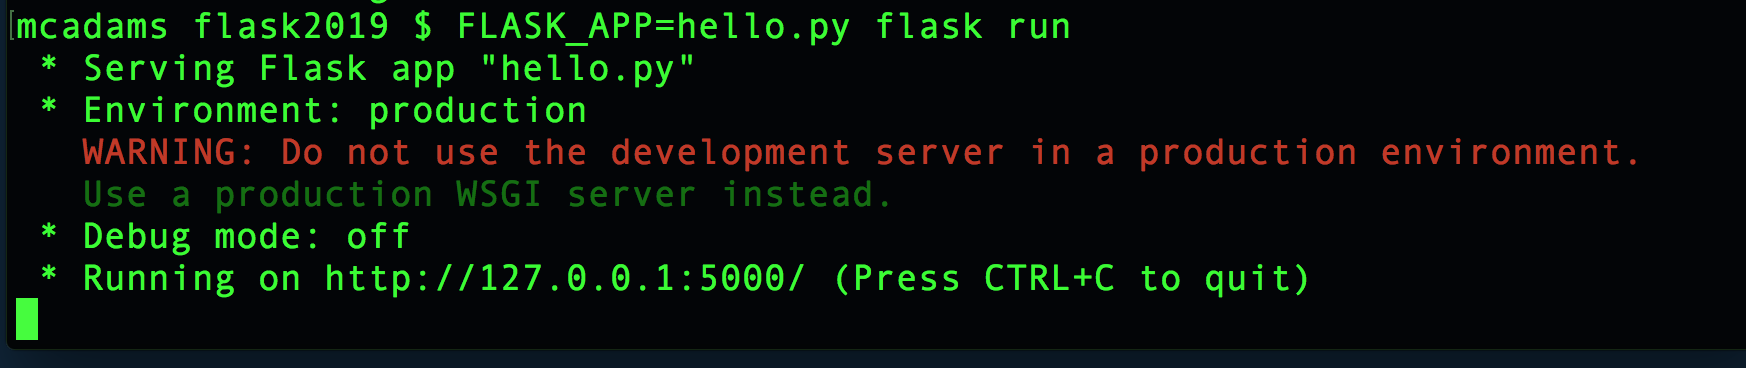 mcadams flask2019 $ FLASK_APP=hello.py flask run
* Serving Flask app "hello.py"
* Environment: production
WARNING: Do not use the development server in a production environment.
Use a production WSGI server instead.
* Debug mode: off
* Running on http://127.0.0.1:5000/ (Press CTRL+C to quit)